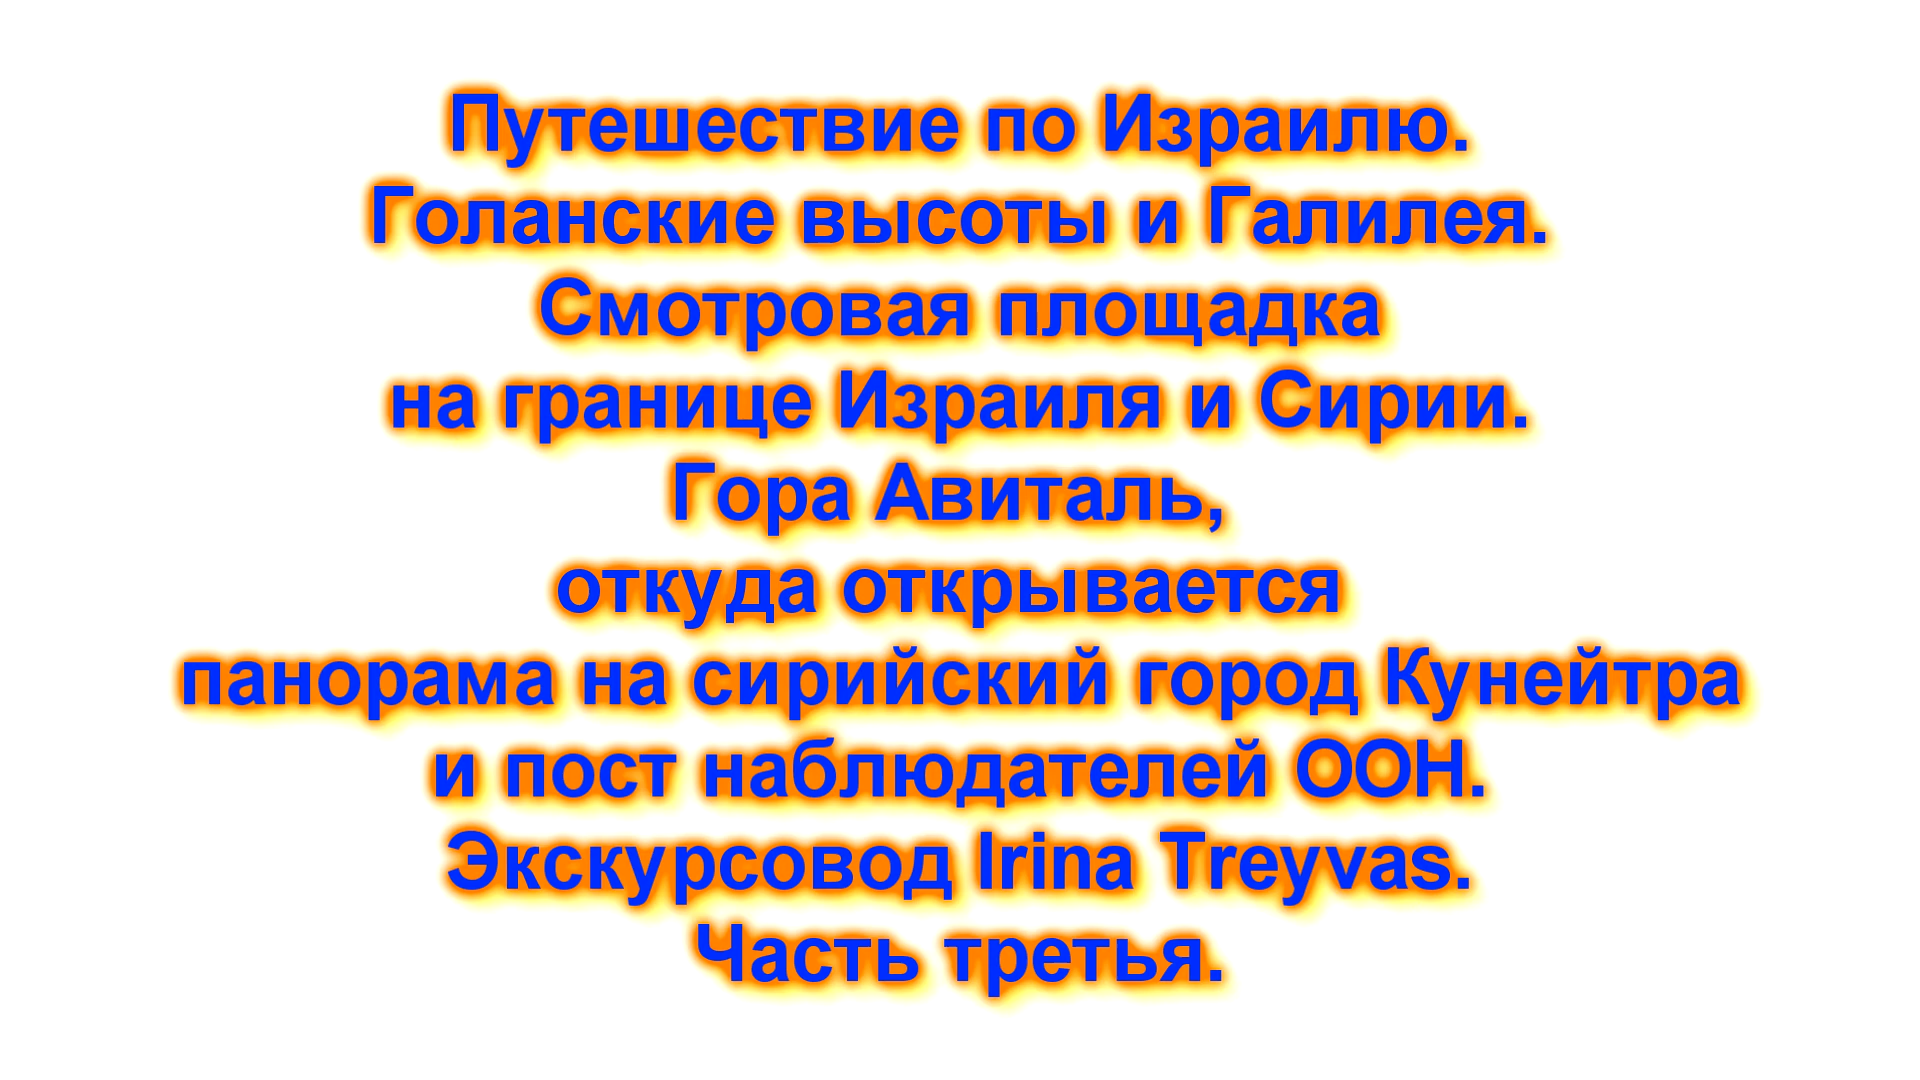 Путешествие по Израилю.
Голанские высоты и Галилея.
Смотровая площадка
на границе Израиля и Сирии.
Гора Авиталь,
откуда открывается
панорама на сирийский город Кунейтра
и пост наблюдателей ООН.
Экскурсовод Irina Treyvas.
Часть третья.